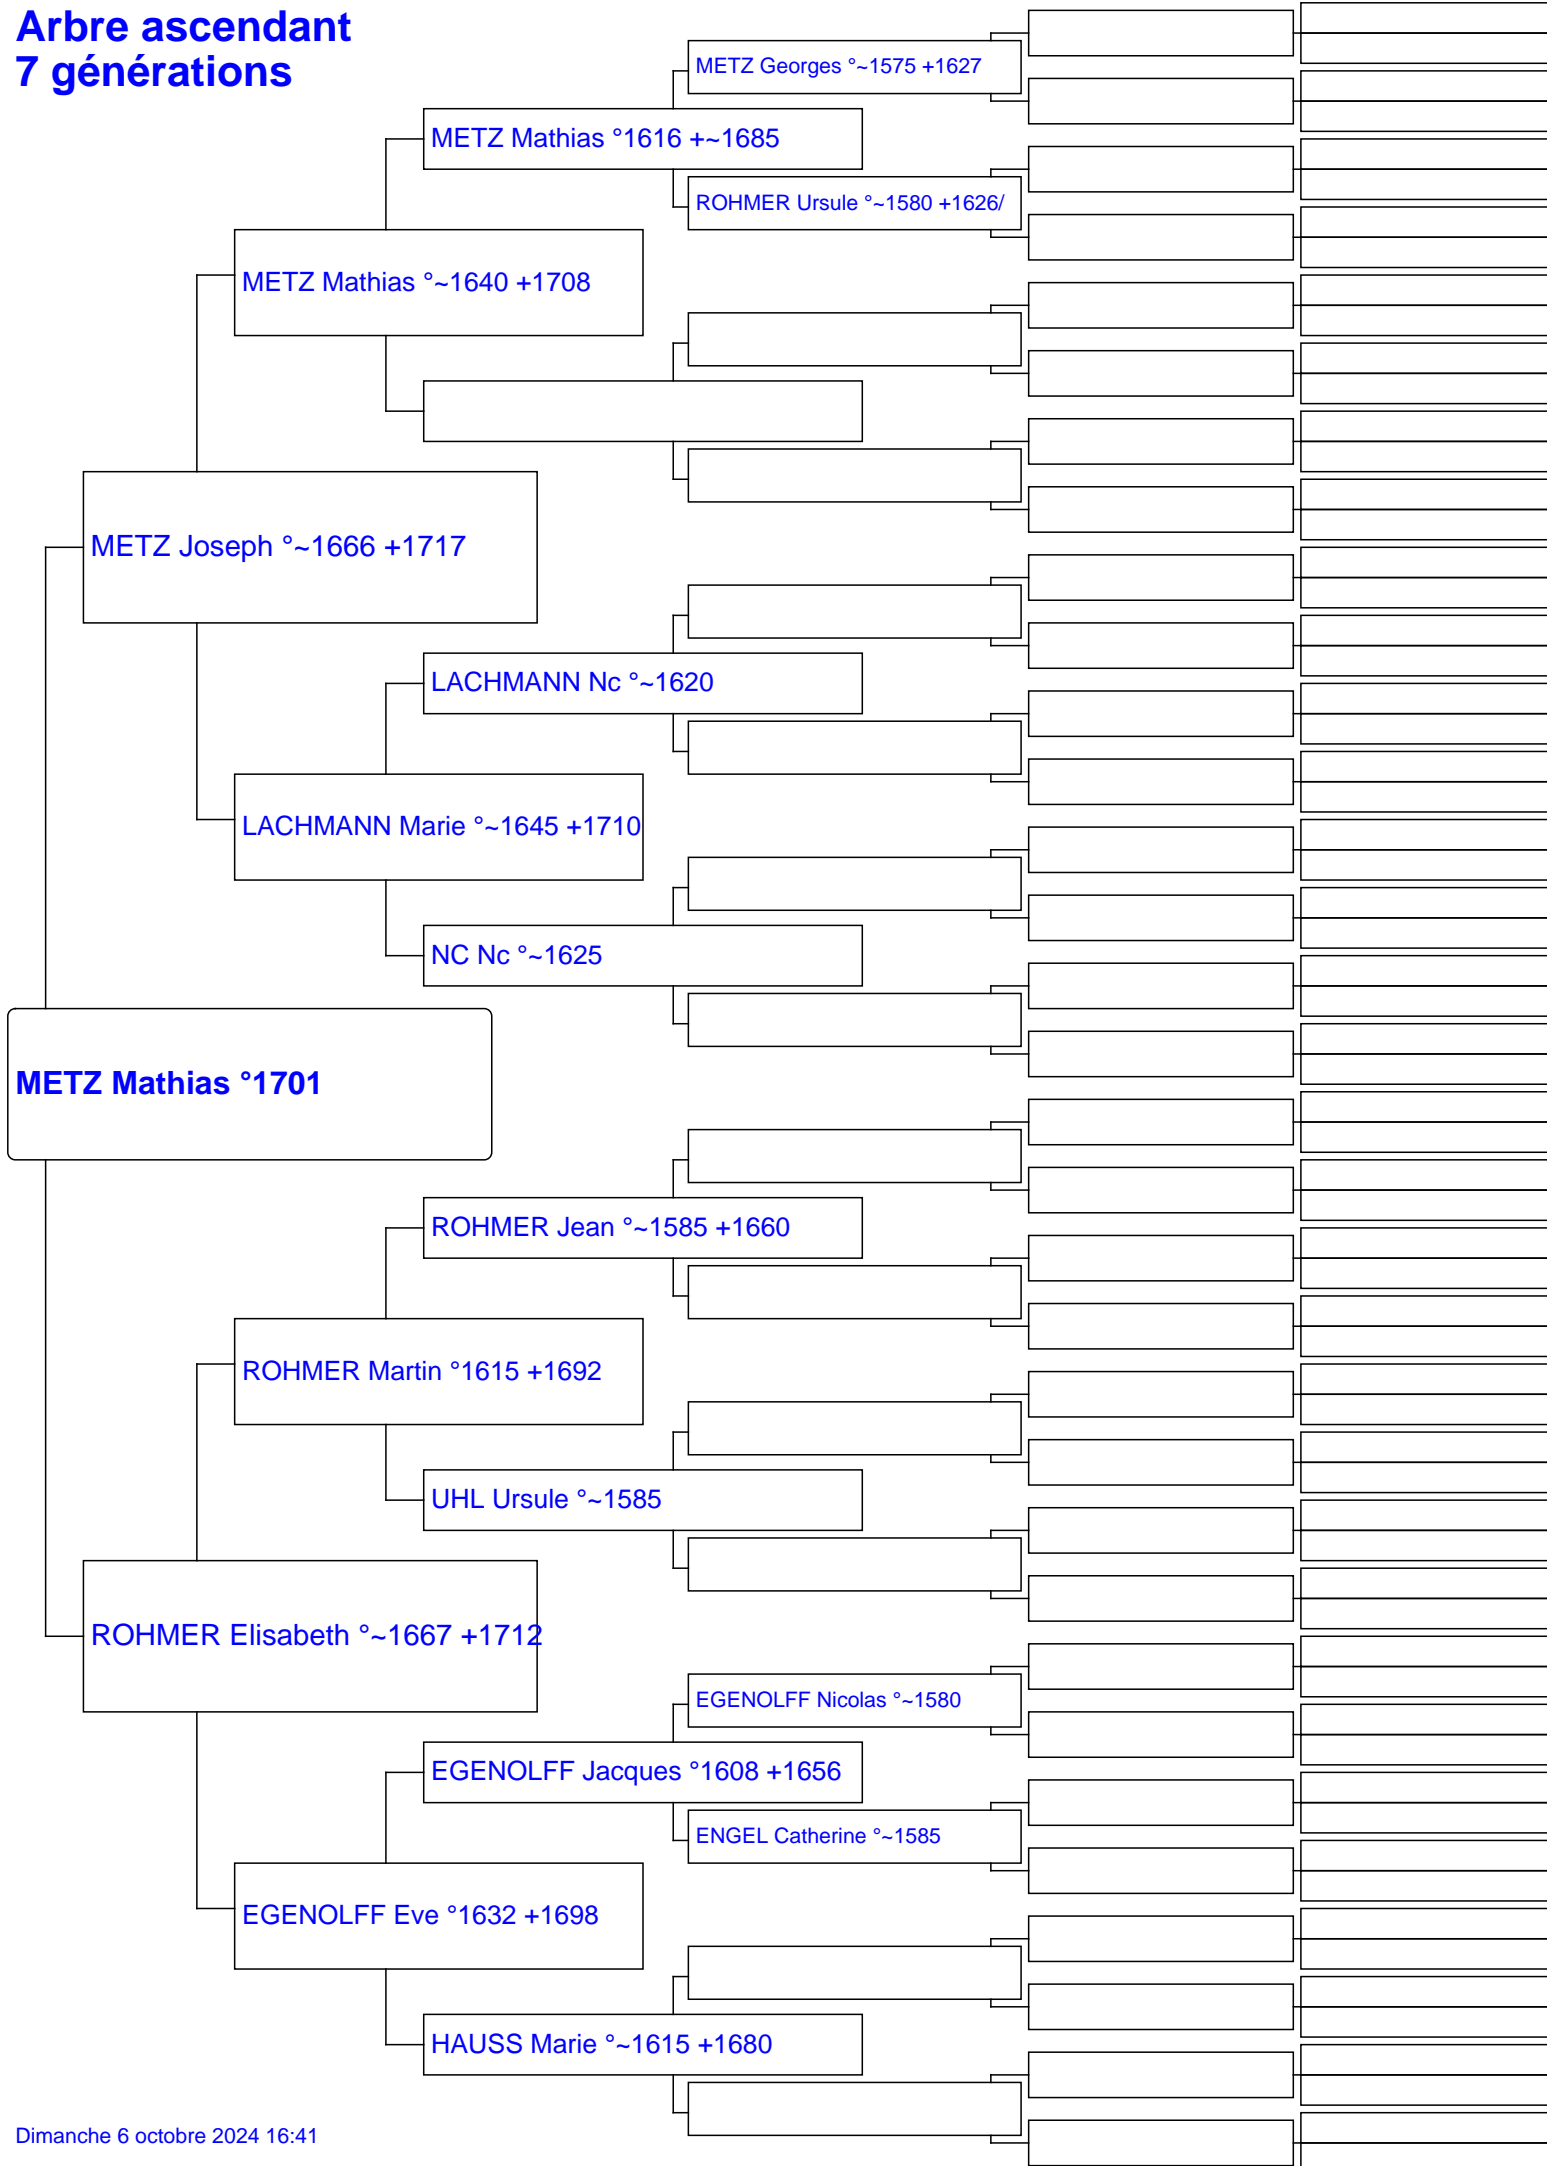 Arbre ascendant
7 générations
METZ Georges °~1575 +1627
METZ Mathias °1616 +~1685
ROHMER Ursule °~1580 +1626/
METZ Mathias °~1640 +1708
METZ Joseph °~1666 +1717
LACHMANN Nc °~1620
LACHMANN Marie °~1645 +1710
NC Nc °~1625
METZ Mathias °1701
ROHMER Jean °~1585 +1660
ROHMER Martin °1615 +1692
UHL Ursule °~1585
ROHMER Elisabeth °~1667 +1712
EGENOLFF Nicolas °~1580
EGENOLFF Jacques °1608 +1656
ENGEL Catherine °~1585
EGENOLFF Eve °1632 +1698
HAUSS Marie °~1615 +1680
Dimanche 6 octobre 2024 16:41